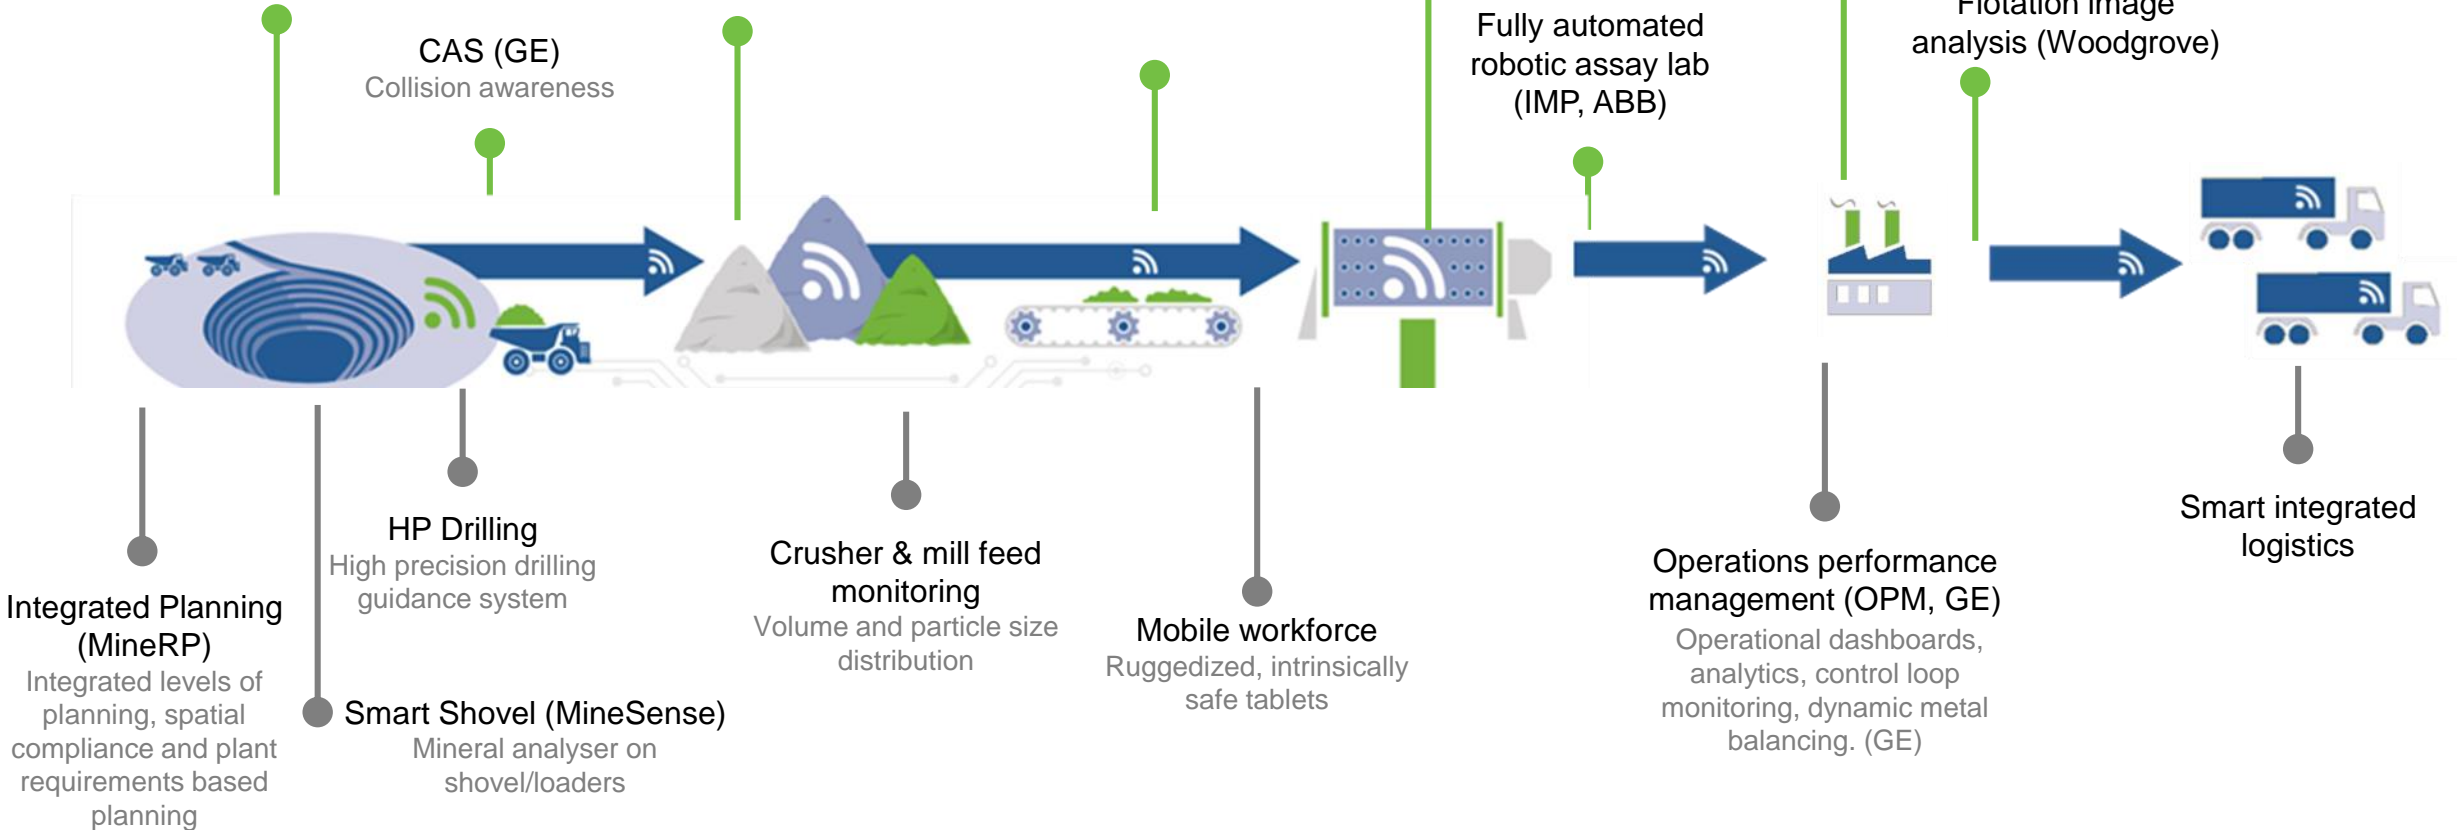 CAS (GE)
Collision awareness
Fully automated
robotic assay lab
(IMP, ABB)
Flotation image
analysis (Woodgrove)
Integrated Planning
(MineRP)
Integrated levels of
planning, spatial
compliance and plant
requirements based
planning
Smart Shovel (MineSense)
Mineral analyser on
shovel/loaders
HP Drilling
High precision drilling
guidance system
Crusher & mill feed
monitoring
Volume and particle size
distribution
Mobile workforce
Ruggedized, intrinsically
safe tablets
Operations performance
management (OPM, GE)
Operational dashboards,
analytics, control loop
monitoring, dynamic metal
balancing. (GE)
Smart integrated
logistics